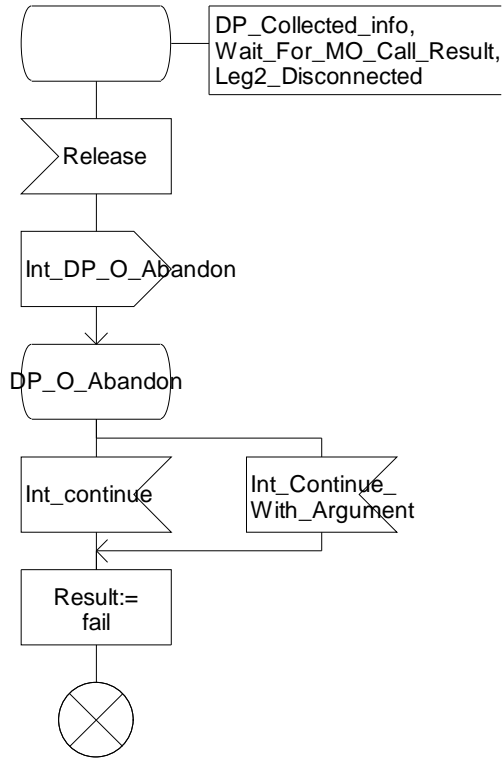 DP_Collected_info,
Wait_For_MO_Call_Result,
Leg2_Disconnected
Release
Int_DP_O_Abandon
DP_O_Abandon
Int_continue
Int_Continue_
With_Argument
Result:=
fail